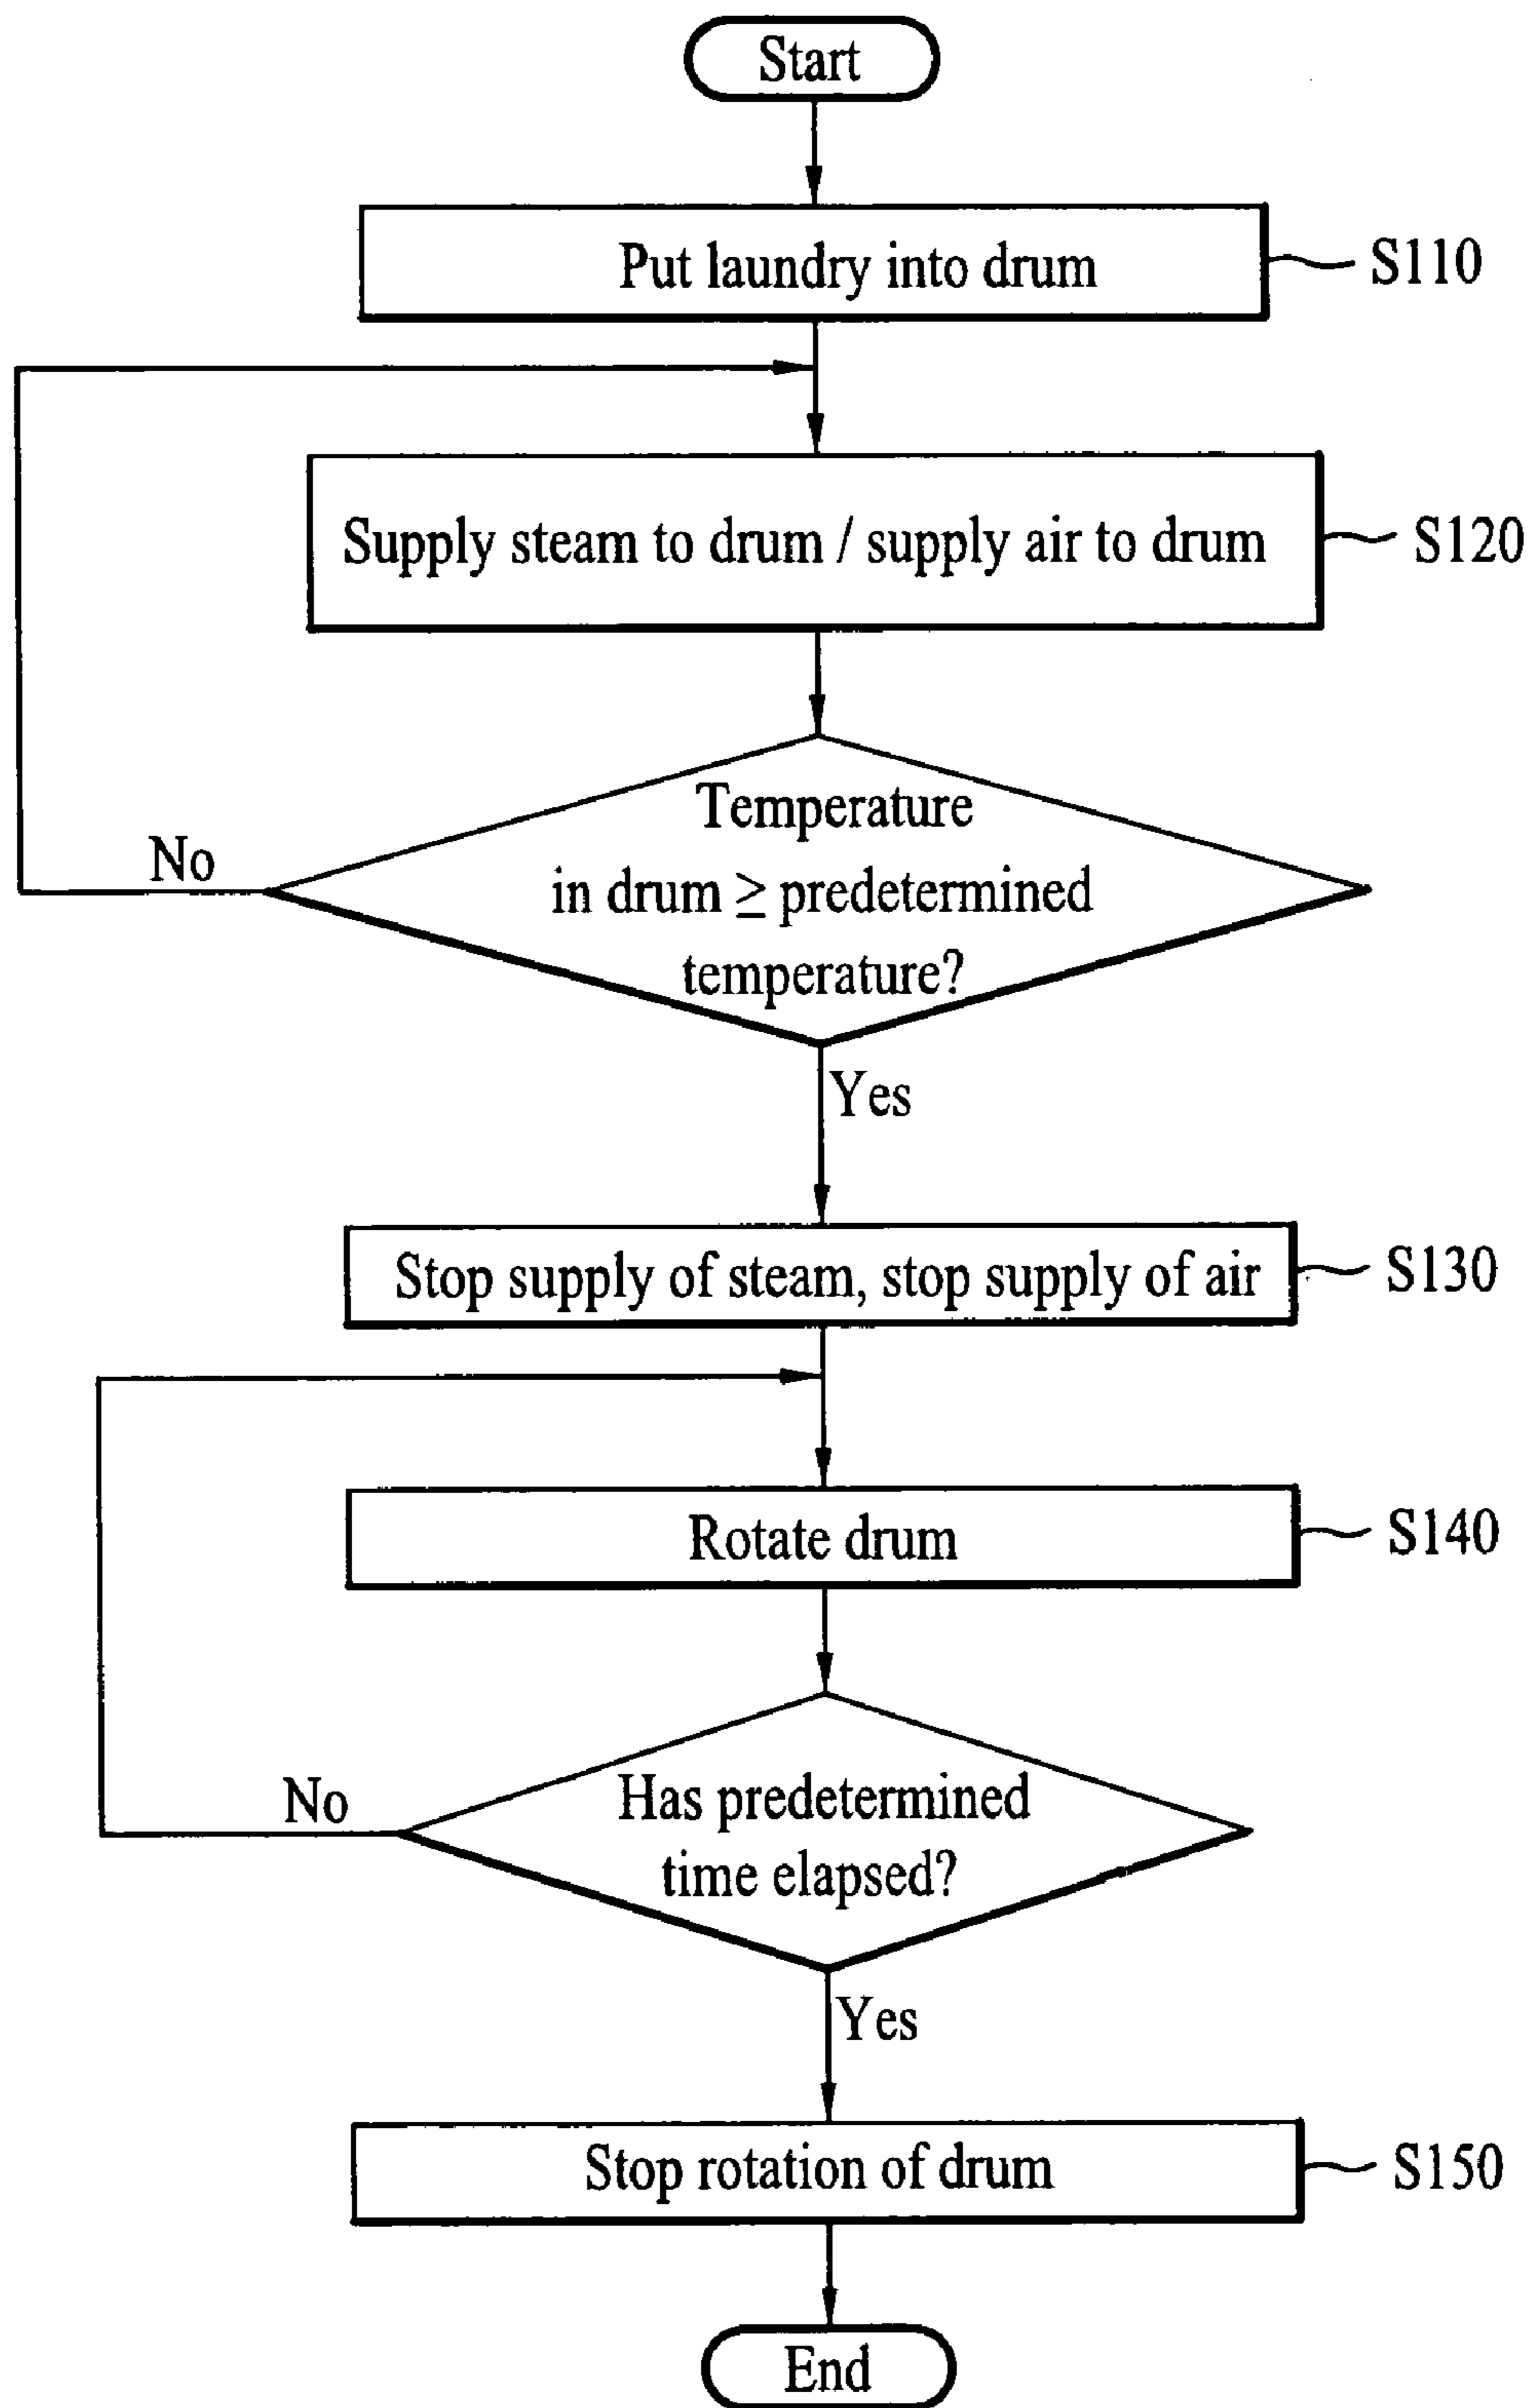 Start
Put laundry into drum
S110
Supply steam to drum / supply air to drum
S120
Temperature
in drum ≥ predetermined
temperature?
No
Yes
Stop supply of steam, stop supply of air
S130
Rotate drum
S140
Has predetermined
time elapsed?
No
Yes
Stop rotation of drum
S150
End